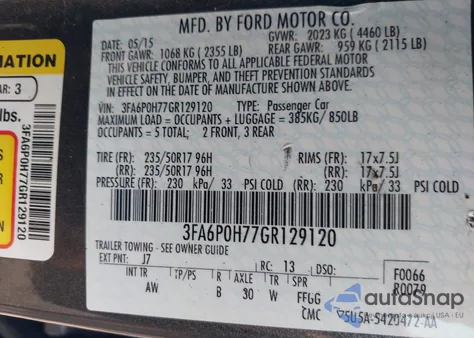 MFD. BY FORD MOTOR CO.
05/15 GVWR: 2023 KG ( 4460 LB)
FRONT GAWR: 1068 KG ( 2355 LB) REAR GAWR: 959 KG ( 2115 LB)
THIS VEHICLE CONFORMS TO ALL APPLICABLE FEDERAL MOTOR
VEHICLE SAFETY, BUMPER, AND THEFT PREVENTION STANDARDS IN
EFFECT ON THE DATE OF MANUFACTURE SHOWN ABOVE.
VIN: 3FA6P0H77GR129120 TYPE: Passenger Car
MAXIMUM LOAD = OCCUPANTS + LUGGAGE = 385KG/ 850LB
OCCUPANTS = 5 TOTAL: 2 FRONT, 3 REAR
TIRE (FR): 235/50R17 96H RIMS (FR): 17x7.5J
(RR): 235/50R17 96H (RR): 17x7.5J
PRESSURE (FR): 230 kPa/ 33 PSI COLD (RR): 230 kPa/ 33 PSI COLD
3FA6P0H77GR129120
TRAILER TOWING - SEE OWNER GUIDE
EXT PNT: J7 RC: 13 DSO: F0066
R0079
INT TR TP/PS R AXLE TR SPR
AW B 30 W FFGG
CMC 5U5A-5420472-AA
MATION
AR: 3
lbs.
3FA6P0H77GR129120
autosnap